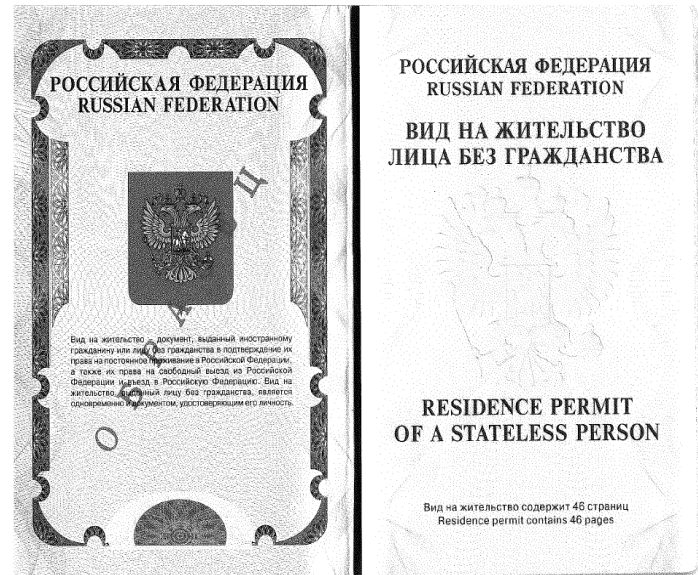 РОССИЙСКАЯ ФЕДЕРАЦИЯ
RUSSIAN FEDERATION
ОБРАЗЕЦ
Вид на жительство - документ, выданный иностранному
гражданину или лицу без гражданства в подтверждение их
права на постоянное проживание в Российской Федерации,
а также их права на свободный выезд из Российской
Федерации и въезд в Российскую Федерацию. Вид на
жительство, выданный лицу без гражданства, является
одновременно и документом, удостоверяющим его личность.
РОССИЙСКАЯ ФЕДЕРАЦИЯ
RUSSIAN FEDERATION
ВИД НА ЖИТЕЛЬСТВО
ЛИЦА БЕЗ ГРАЖДАНСТВА
RESIDENCE PERMIT
OF A STATELESS PERSON
Вид на жительство содержит 46 страниц
Residence permit contains 46 pages